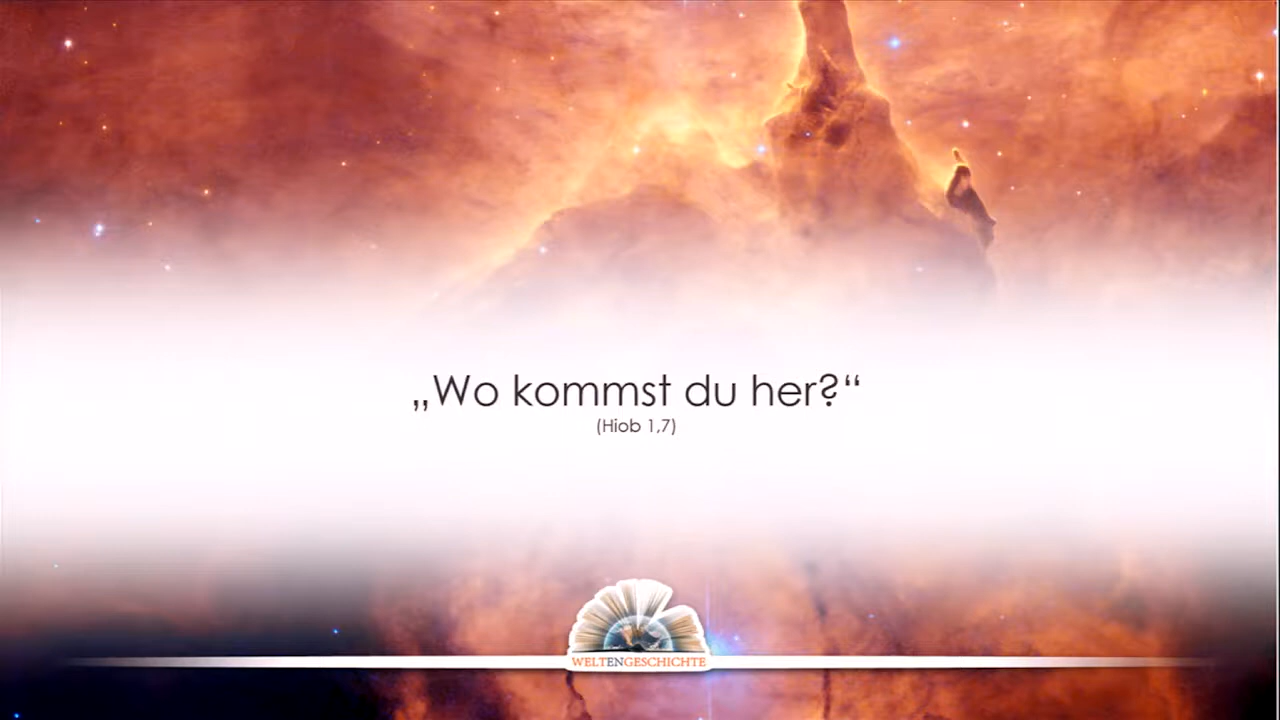 „Wo kommst du her?“
(Hiob 1,7)
WELTENGESCHICHTE